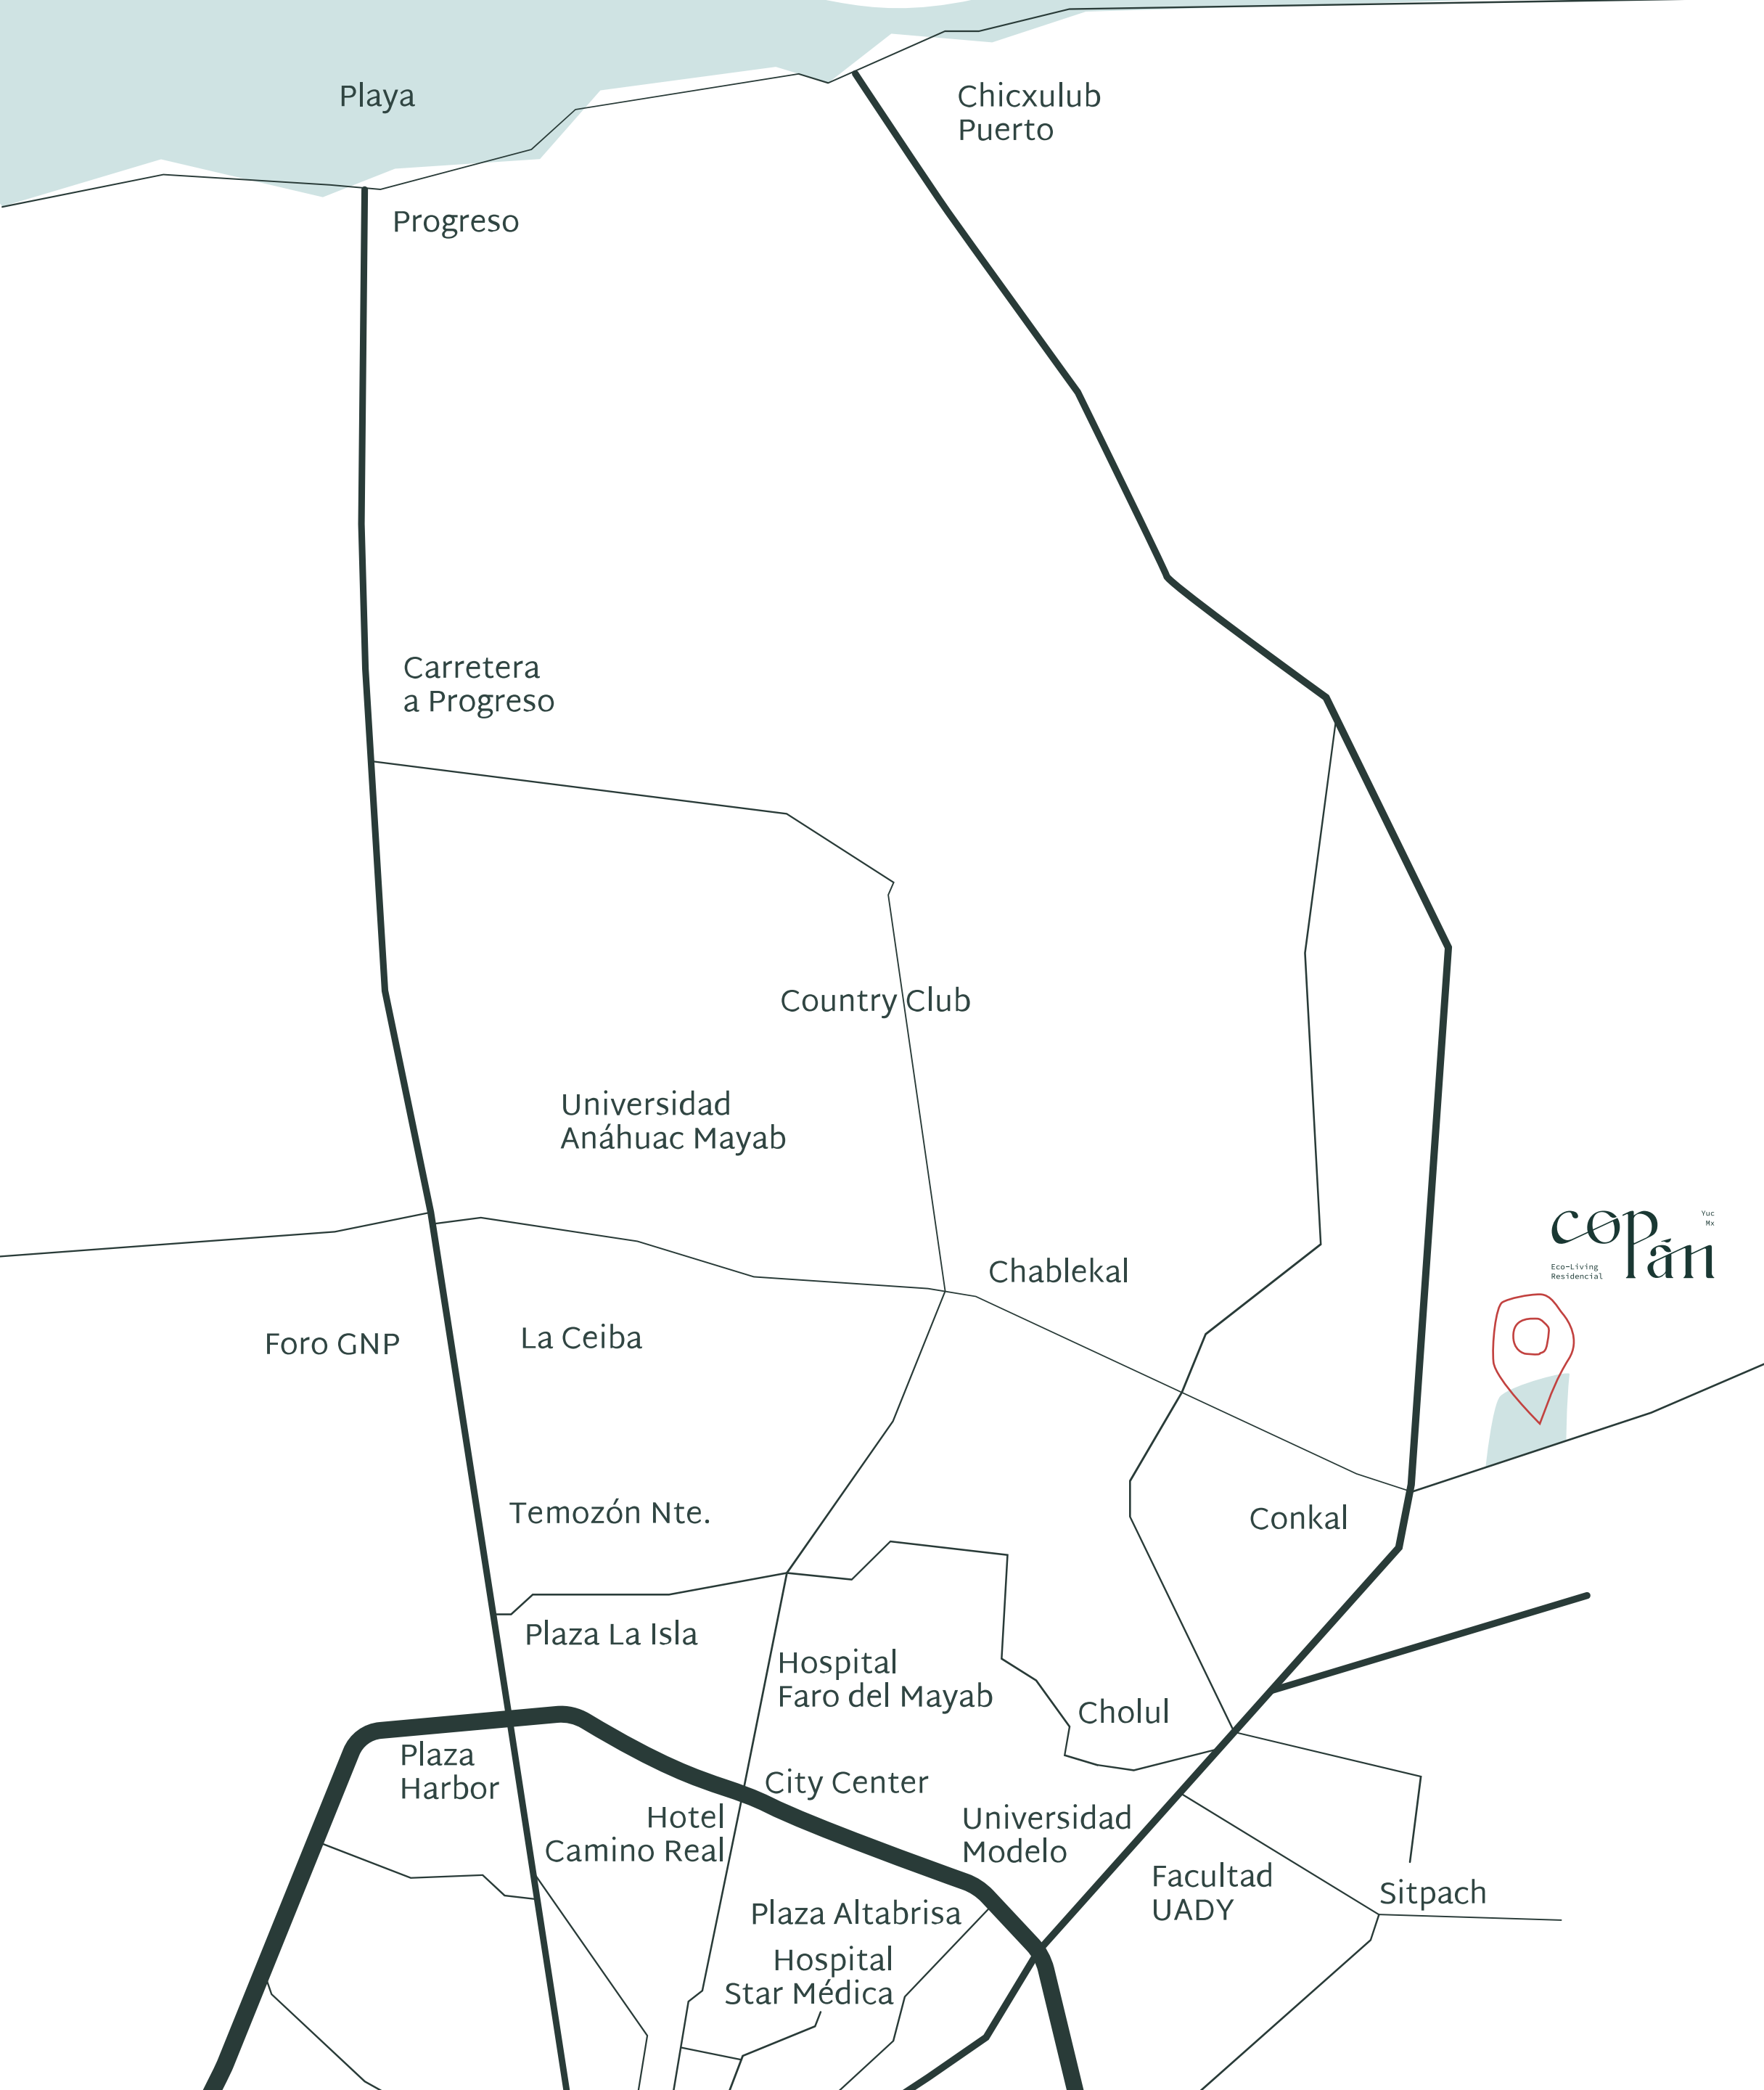 Playa
Chicxulub
Puerto
Progreso
Carretera
a Progreso
Country Club
Universidad
Anáhuac Mayab
copán
Yuc
Mx
Eco-Living
Residencial
Chablekal
Foro GNP
La Ceiba
Temozón Nte.
Conkal
Plaza La Isla
Hospital
Faro del Mayab
Cholul
Plaza
Harbor
City Center
Hotel
Camino Real
Universidad
Modelo
Facultad
UADY
Sitpach
Plaza Altabrisa
Hospital
Star Médica